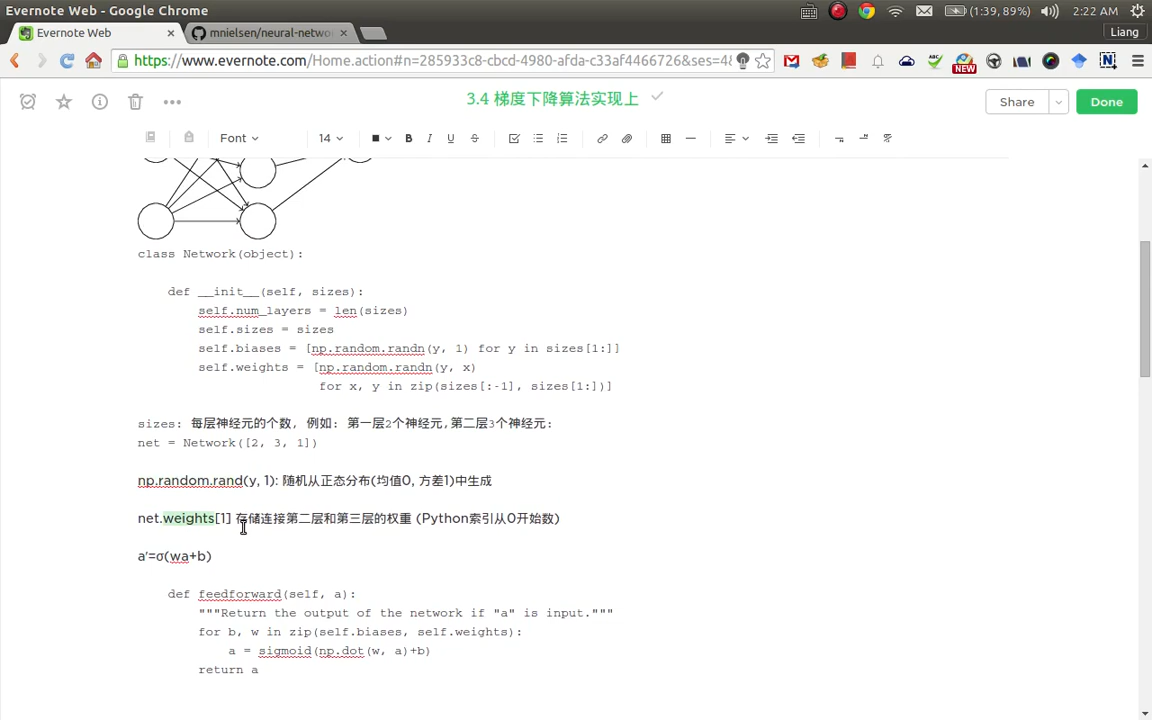 Evernote Web - Google Chrome
(1:39, 89%)
2:22 AM
Evernote Web
mnielsen/neural-netwo
Liang
https://www.evernote.com/Home.action#n=285933c8-cbcd-4980-afda-c33af4466726&ses=4
NEW
3.4 梯度下降算法实现上
Share
Done
Font
14
class Network(object):
def __init__(self, sizes):
self.num_layers = len(sizes)
self.sizes = sizes
self.biases = [np.random.randn(y, 1) for y in sizes[1:]]
self.weights = [np.random.randn(y, x)
for x, y in zip(sizes[:-1], sizes[1:])]
sizes: 每层神经元的个数, 例如: 第一层2个神经元,第二层3个神经元:
net = Network([2, 3, 1])
np.random.rand(y, 1): 随机从正态分布(均值0, 方差1)中生成
net.weights[1] 存储连接第二层和第三层的权重 (Python索引从0开始数)
a′=σ(wa+b)
def feedforward(self, a):
"""Return the output of the network if "a" is input."""
for b, w in zip(self.biases, self.weights):
a = sigmoid(np.dot(w, a)+b)
return a